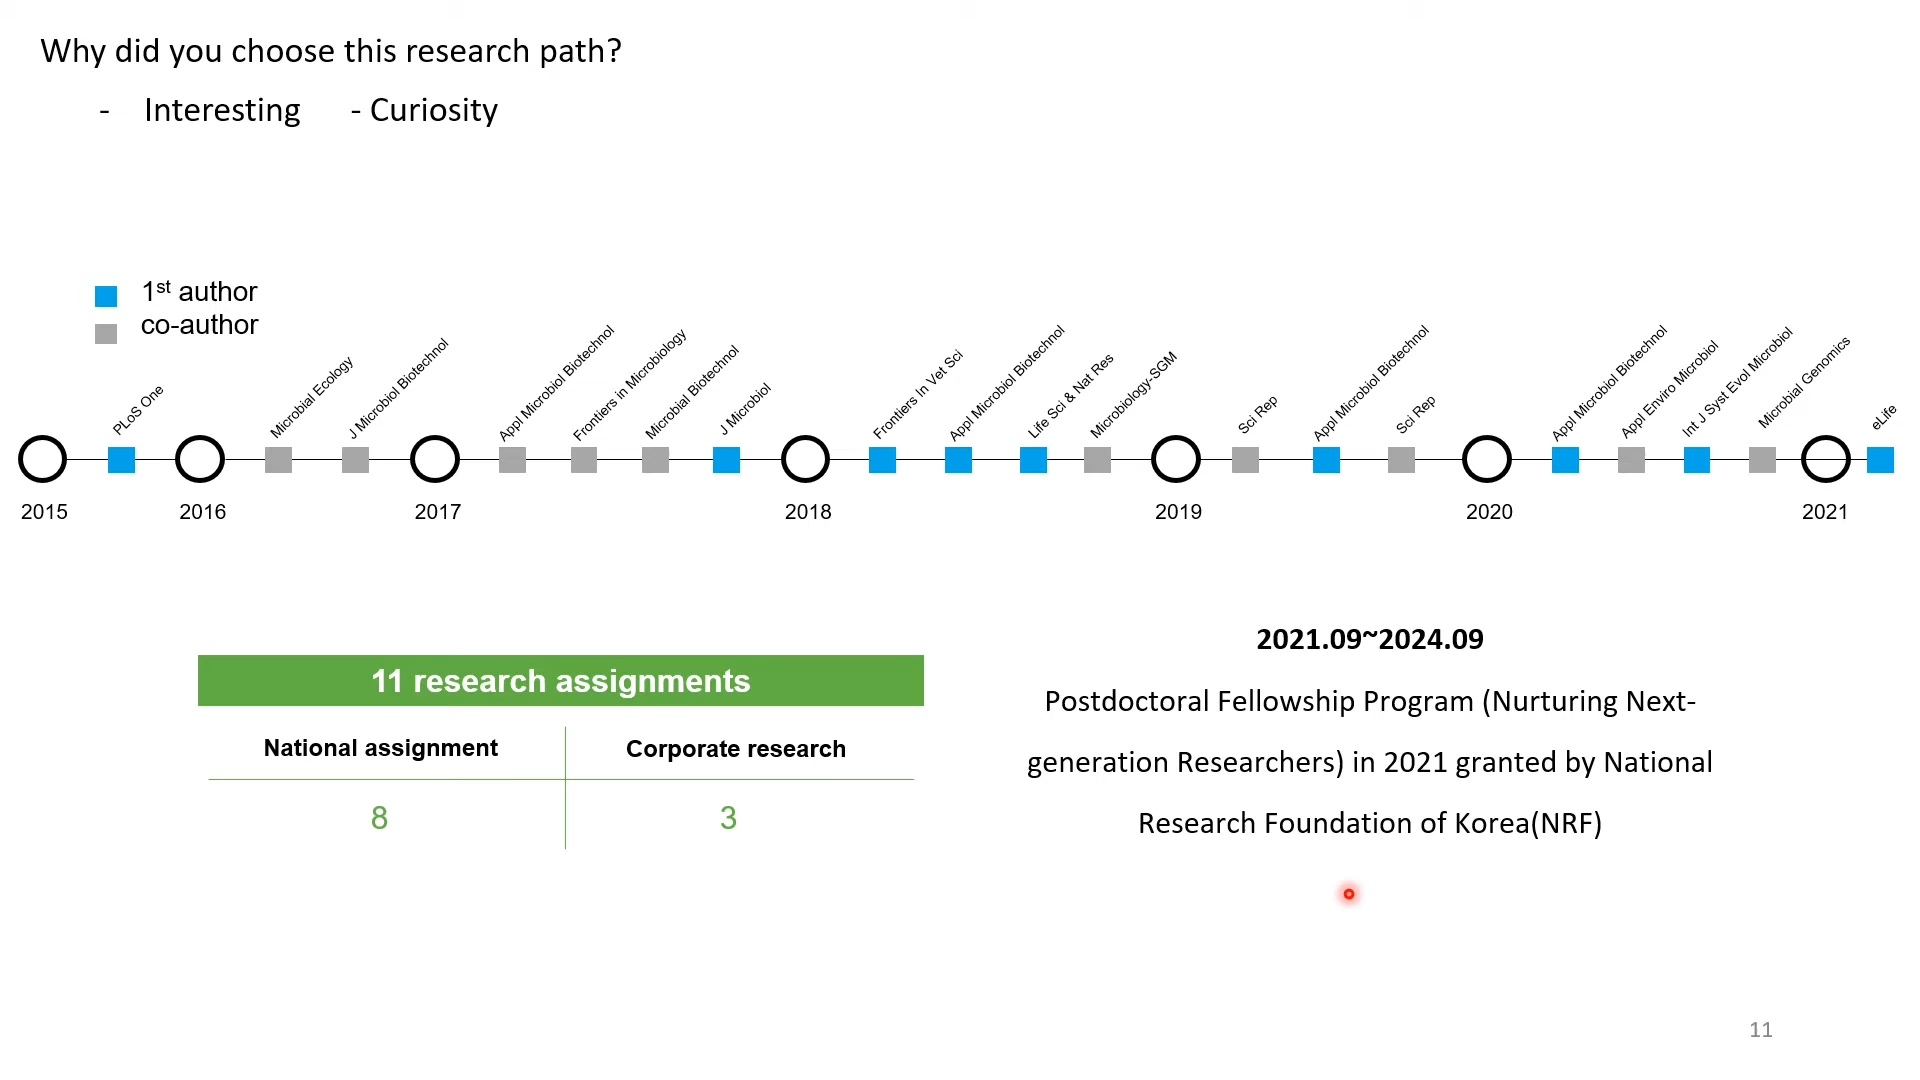 Why did you choose this research path?
- Interesting - Curiosity
1st author
co-author
PLoS One
Microbial Ecology
J Microbiol Biotechnol
Appl Microbiol Biotechnol
Frontiers in Microbiology
Microbial Biotechnol
J Microbiol
Frontiers In Vet Sci
Appl Microbiol Biotechnol
Life Sci & Nat Res
Microbiology-SGM
Sci Rep
Appl Microbiol Biotechnol
Sci Rep
Appl Microbiol Biotechnol
Appl Enviro Microbiol
Int J Syst Evol Microbiol
Microbial Genomics
eLife
2015 2016 2017 2018 2019 2020 2021
11 research assignments
National assignment Corporate research
8 3
2021.09~2024.09
Postdoctoral Fellowship Program (Nurturing Next-
generation Researchers) in 2021 granted by National
Research Foundation of Korea(NRF)
11